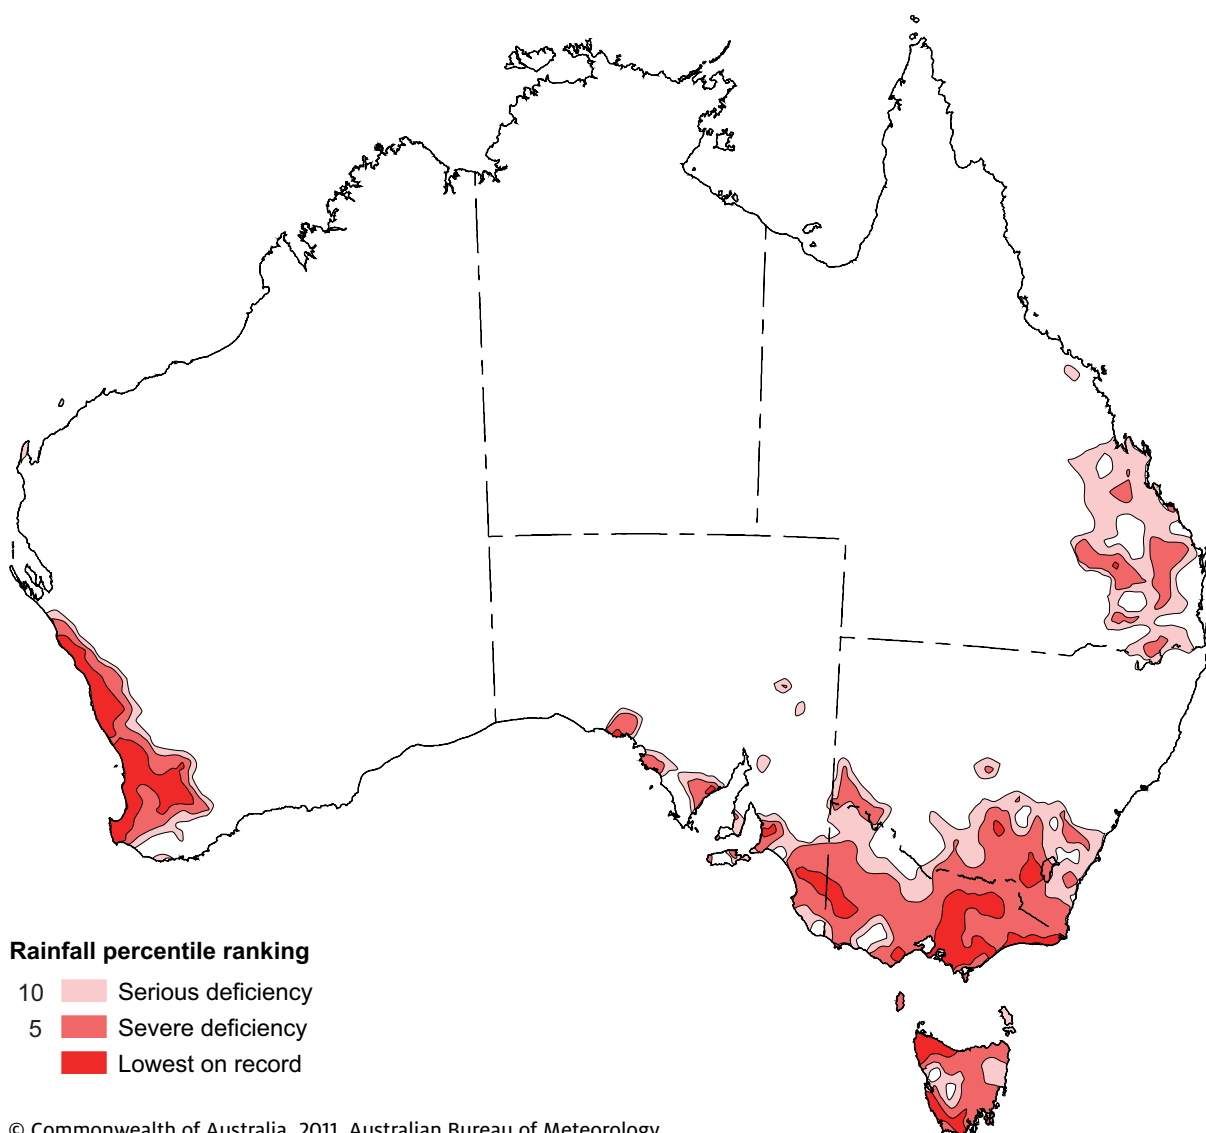 Rainfall percentile ranking
10 Serious deficiency
5 Severe deficiency
Lowest on record
© Commonwealth of Australia, 2011, Australian Bureau of Meteorology